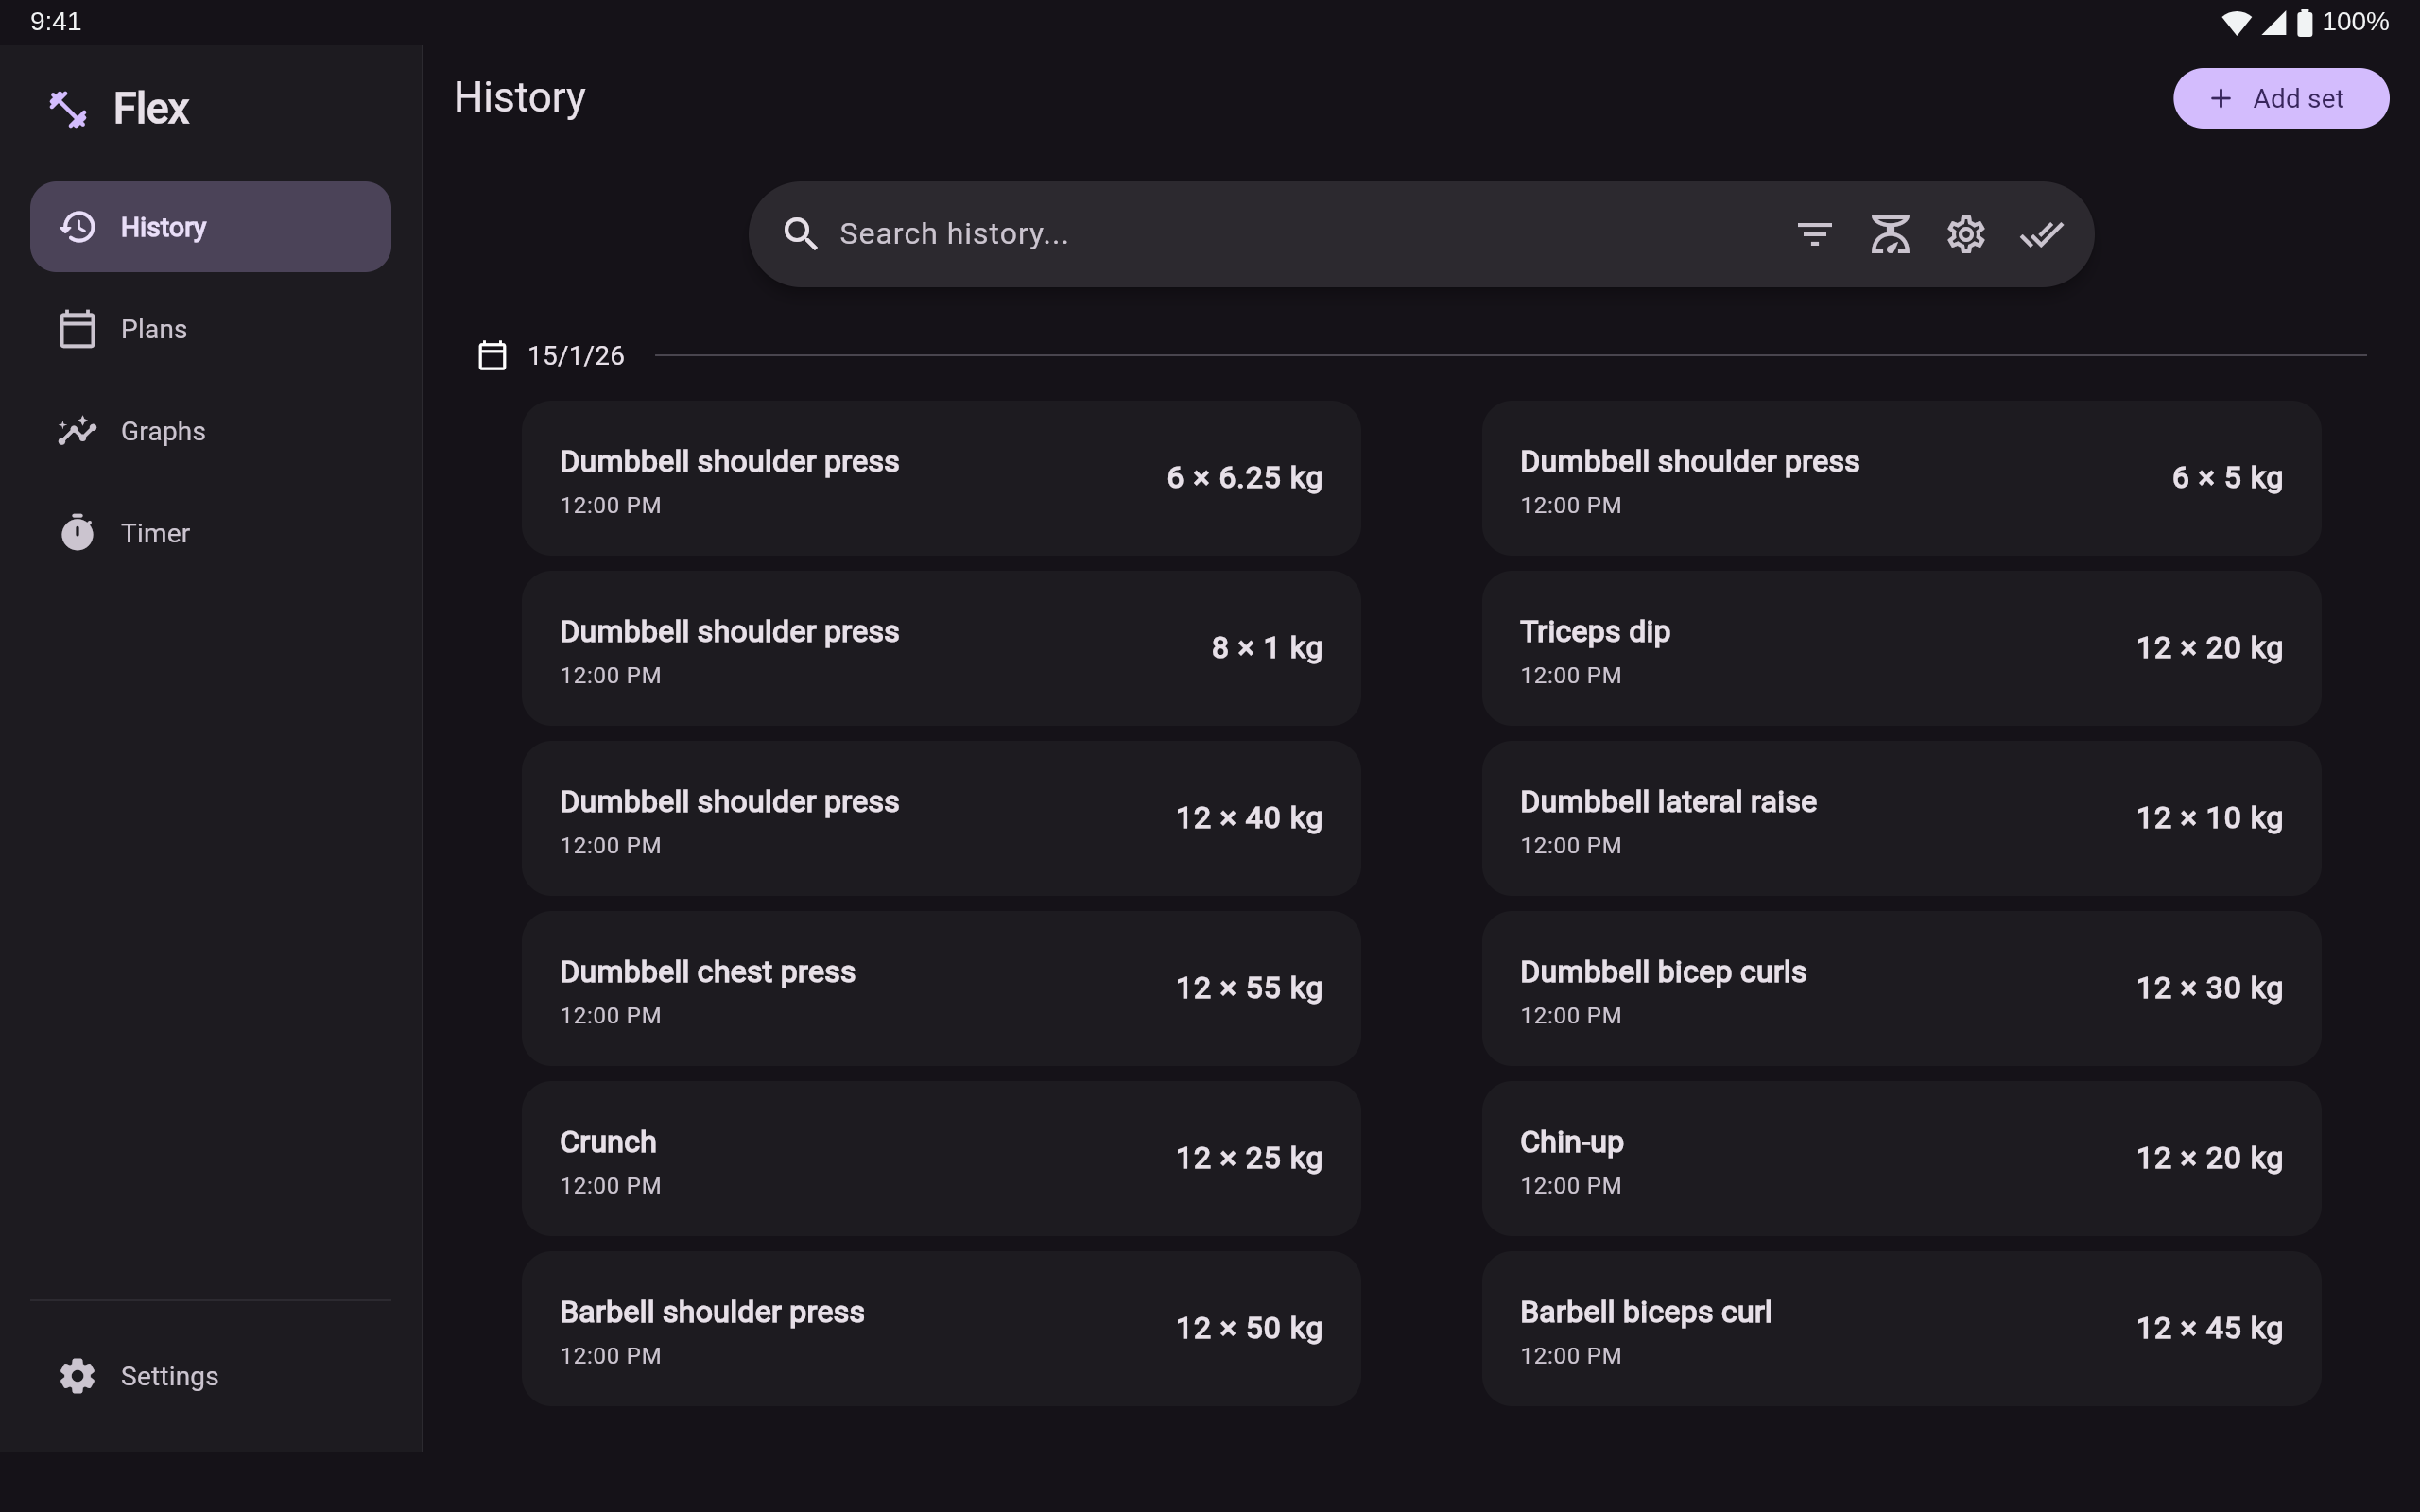 9:41
100%
Flex
History
Plans
Graphs
Timer
Settings
History
Add set
Search history...
15/1/26
Dumbbell shoulder press
12:00 PM
6 × 6.25 kg
Dumbbell shoulder press
12:00 PM
6 × 5 kg
Dumbbell shoulder press
12:00 PM
8 × 1 kg
Triceps dip
12:00 PM
12 × 20 kg
Dumbbell shoulder press
12:00 PM
12 × 40 kg
Dumbbell lateral raise
12:00 PM
12 × 10 kg
Dumbbell chest press
12:00 PM
12 × 55 kg
Dumbbell bicep curls
12:00 PM
12 × 30 kg
Crunch
12:00 PM
12 × 25 kg
Chin-up
12:00 PM
12 × 20 kg
Barbell shoulder press
12:00 PM
12 × 50 kg
Barbell biceps curl
12:00 PM
12 × 45 kg